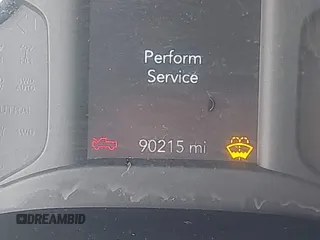 Perform
Service
90215 mi
DREAMBID